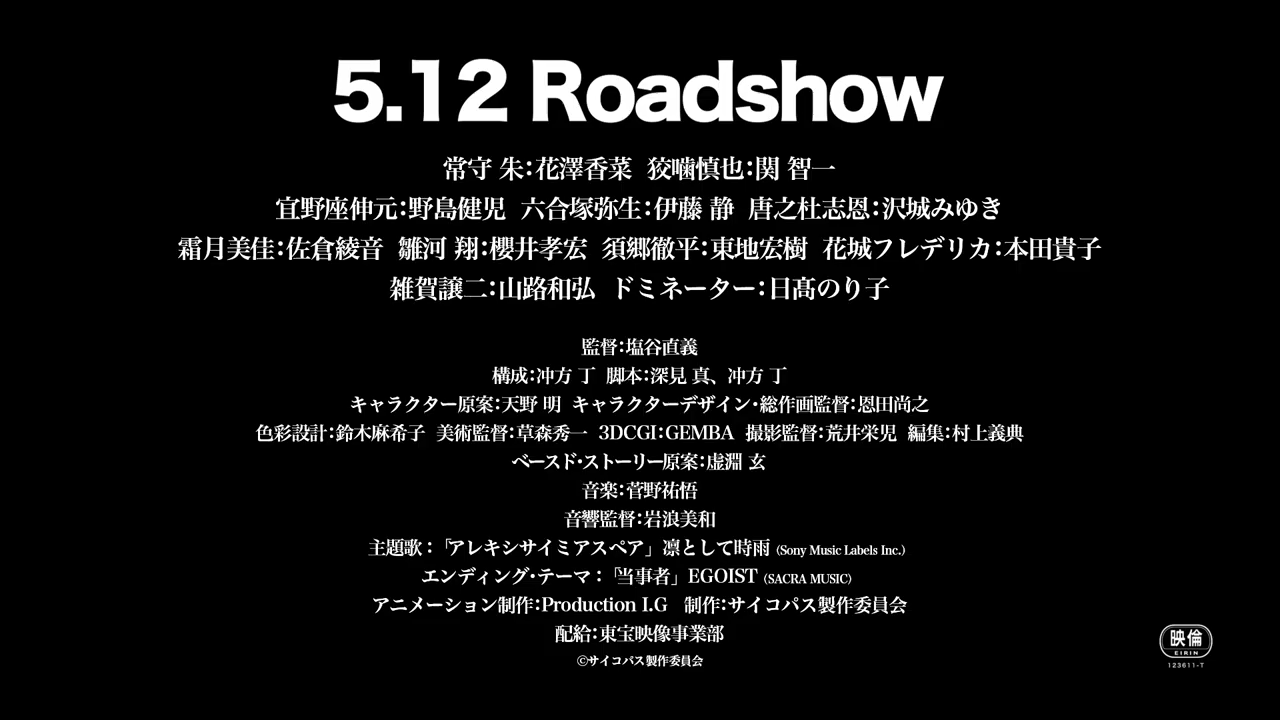 5.12 Roadshow
常守 朱：花澤香菜 狡噛慎也：関 智一
宜野座伸元：野島健児 六合塚弥生：伊藤 静 唐之杜志恩：沢城みゆき
霜月美佳：佐倉綾音 雛河 翔：櫻井孝宏 須郷徹平：東地宏樹 花城フレデリカ：本田貴子
雑賀譲二：山路和弘 ドミネーター：日髙のり子
監督：塩谷直義
構成：冲方 丁 脚本：深見 真、冲方 丁
キャラクター原案：天野 明 キャラクターデザイン・総作画監督：恩田尚之
色彩設計：鈴木麻希子 美術監督：草森秀一 3DCGI：GEMBA 撮影監督：荒井栄児 編集：村上義典
ベースド・ストーリー原案：虚淵 玄
音楽：菅野祐悟
音響監督：岩浪美和
主題歌：「アレキシサイミアスペア」凛として時雨（Sony Music Labels Inc.）
エンディング・テーマ：「当事者」EGOIST（SACRA MUSIC）
アニメーション制作：Production I.G 制作：サイコパス製作委員会
配給：東宝映像事業部
©サイコパス製作委員会
映倫
EIRIN
123611-T